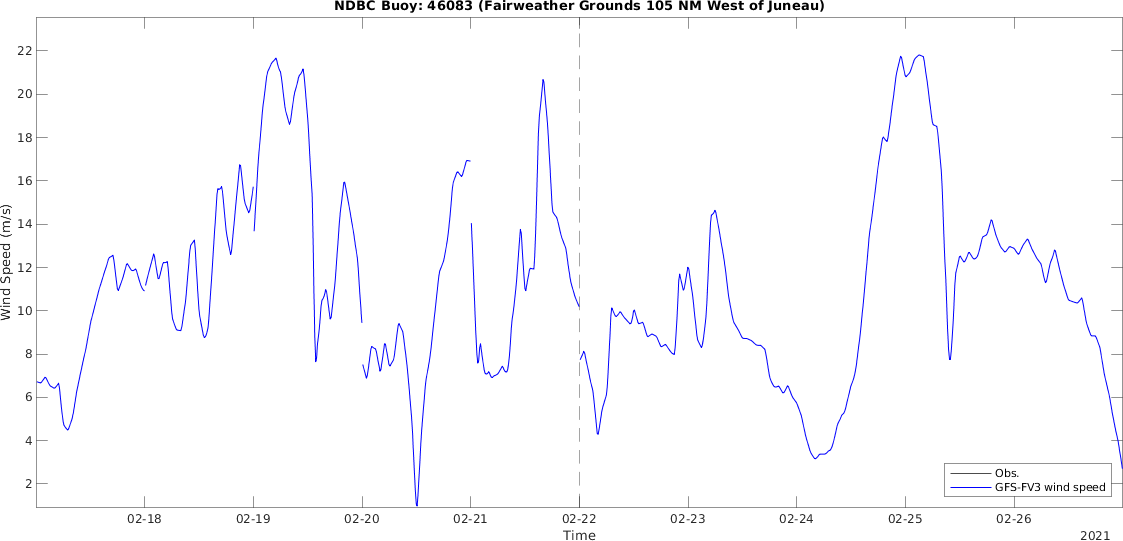 NDBC Buoy: 46083 (Fairweather Grounds 105 NM West of Juneau)
Wind Speed (m/s)
22
20
18
16
14
12
10
8
6
4
2
Obs.
GFS-FV3 wind speed
02-18 02-19 02-20 02-21 02-22 02-23 02-24 02-25 02-26
Time
2021